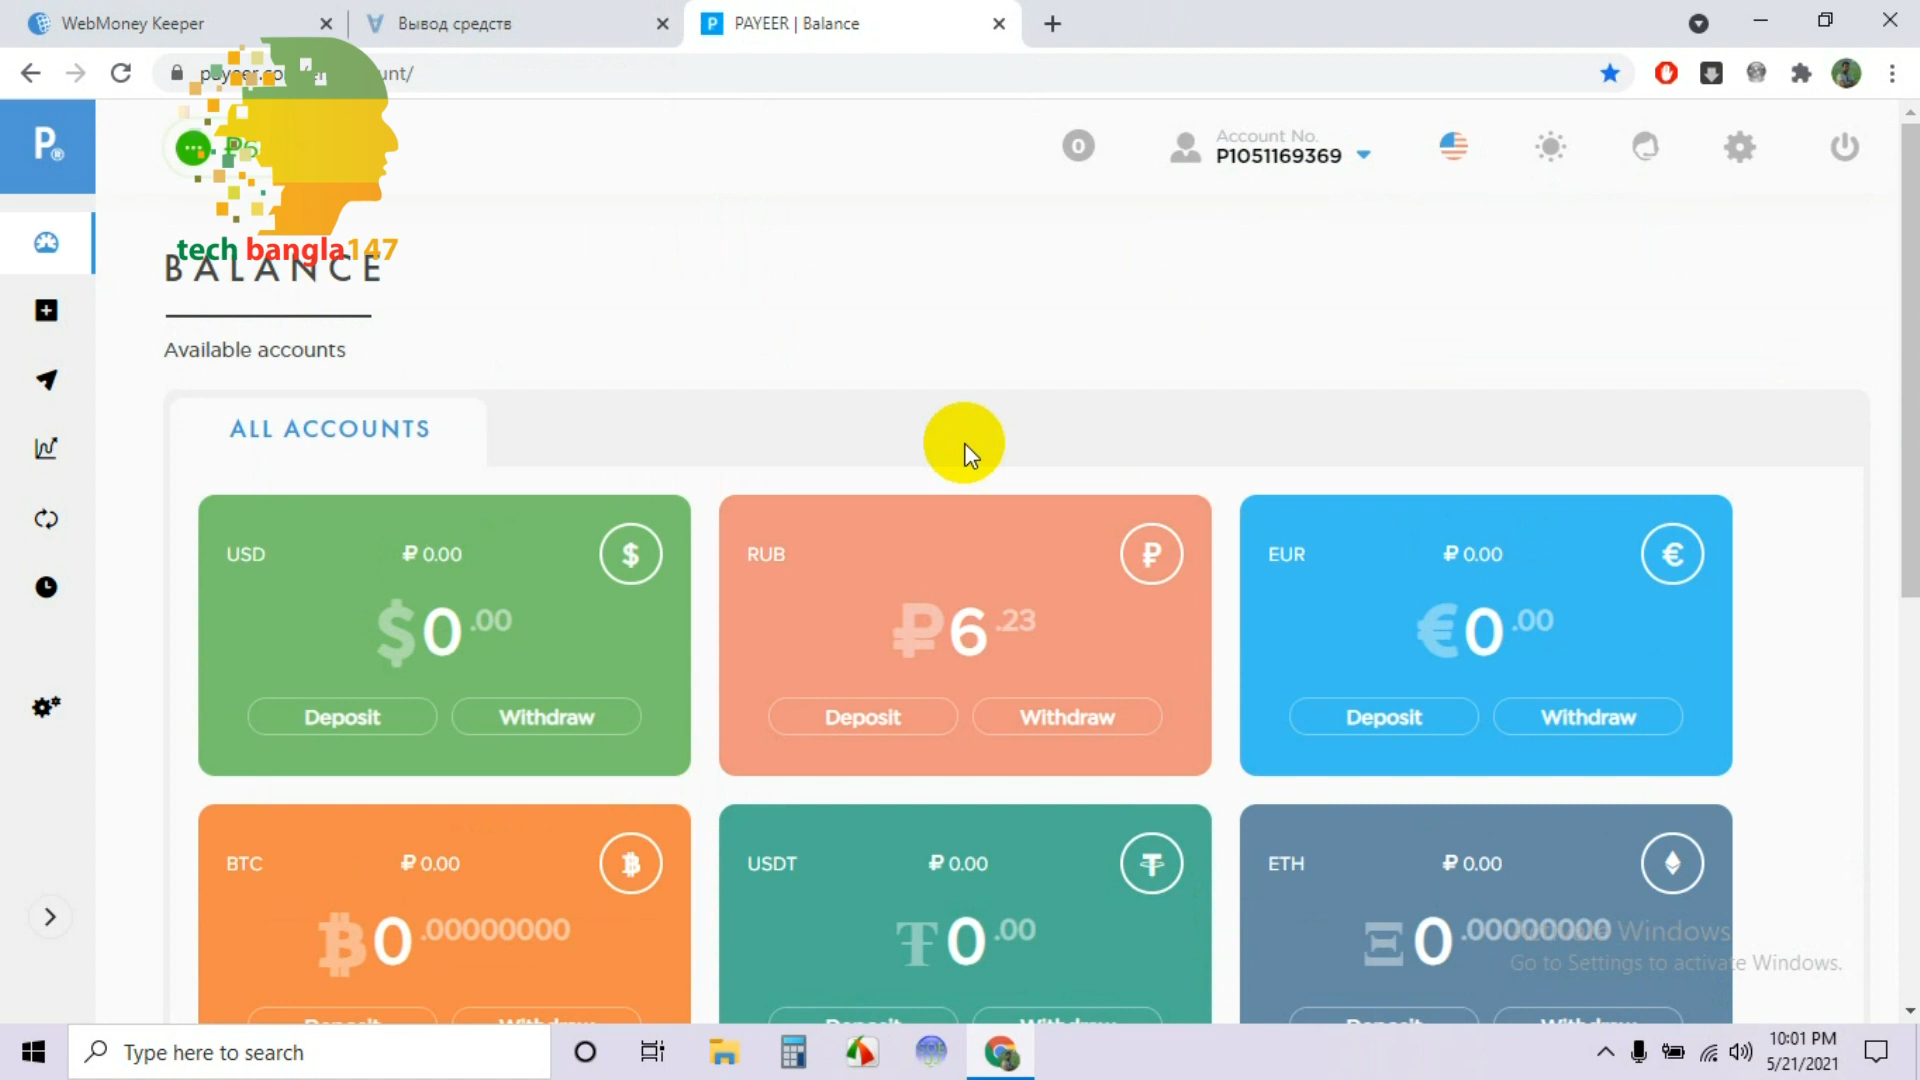 WebMoney Keeper
Вывод средств
PAYEER | Balance
unt/
₽6
Account No.
P1051169369
tech bangla147
BALANCE
Available accounts
ALL ACCOUNTS
USD ₽ 0.00 $
$0.00
Deposit Withdraw
RUB ₽
₽6.23
Deposit Withdraw
EUR ₽ 0.00 €
€0.00
Deposit Withdraw
BTC ₽ 0.00
0.00000000
USDT ₽ 0.00
0.00
ETH ₽ 0.00
0.00000000
Activate Windows
Go to Settings to activate Windows.
Type here to search
10:01 PM
5/21/2021